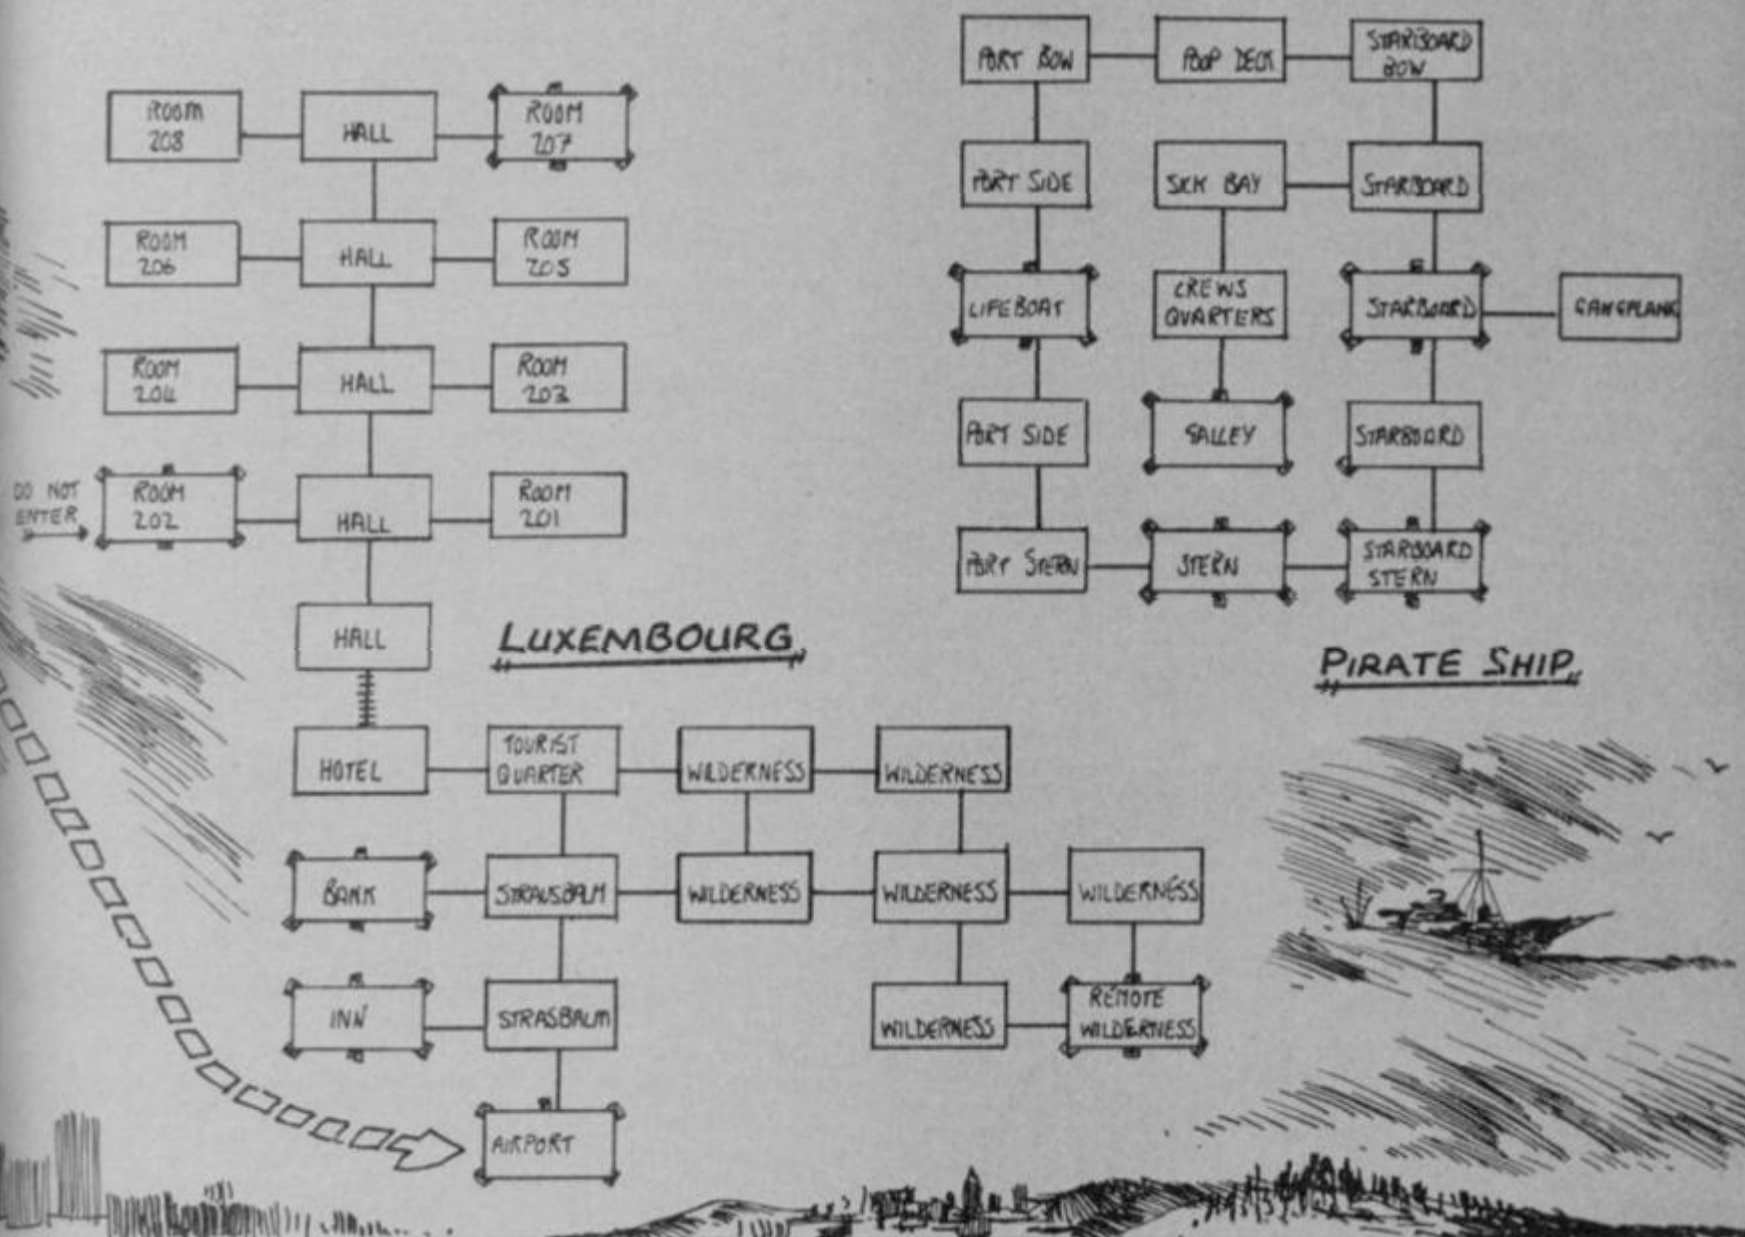 ROOM
208
HALL
ROOM
207
ROOM
206
HALL
ROOM
205
ROOM
204
HALL
ROOM
203
DO NOT
ENTER
ROOM
202
HALL
ROOM
201
HALL
LUXEMBOURG
HOTEL
TOURIST
QUARTER
WILDERNESS
WILDERNESS
BANK
STRAUSBALM
WILDERNESS
WILDERNESS
WILDERNESS
INN
STRASBALM
WILDERNESS
REMOTE
WILDERNESS
AIRPORT
PORT BOW
POOP DECK
STARBOARD
BOW
PORT SIDE
SICK BAY
STARBOARD
LIFEBOAT
CREWS
QUARTERS
STARBOARD
GANGPLANK
PORT SIDE
GALLEY
STARBOARD
PORT STERN
STERN
STARBOARD
STERN
PIRATE SHIP